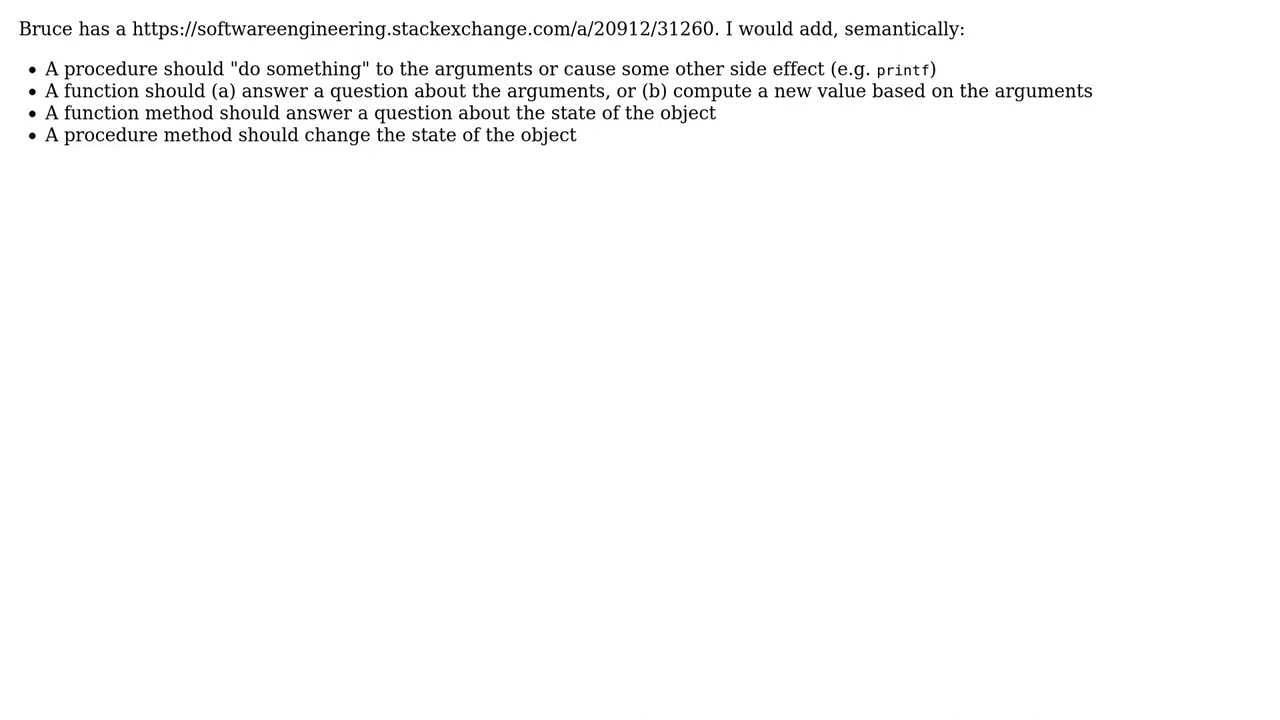 Bruce has a https://softwareengineering.stackexchange.com/a/20912/31260. I would add, semantically:
• A procedure should "do something" to the arguments or cause some other side effect (e.g. printf)
• A function should (a) answer a question about the arguments, or (b) compute a new value based on the arguments
• A function method should answer a question about the state of the object
• A procedure method should change the state of the object